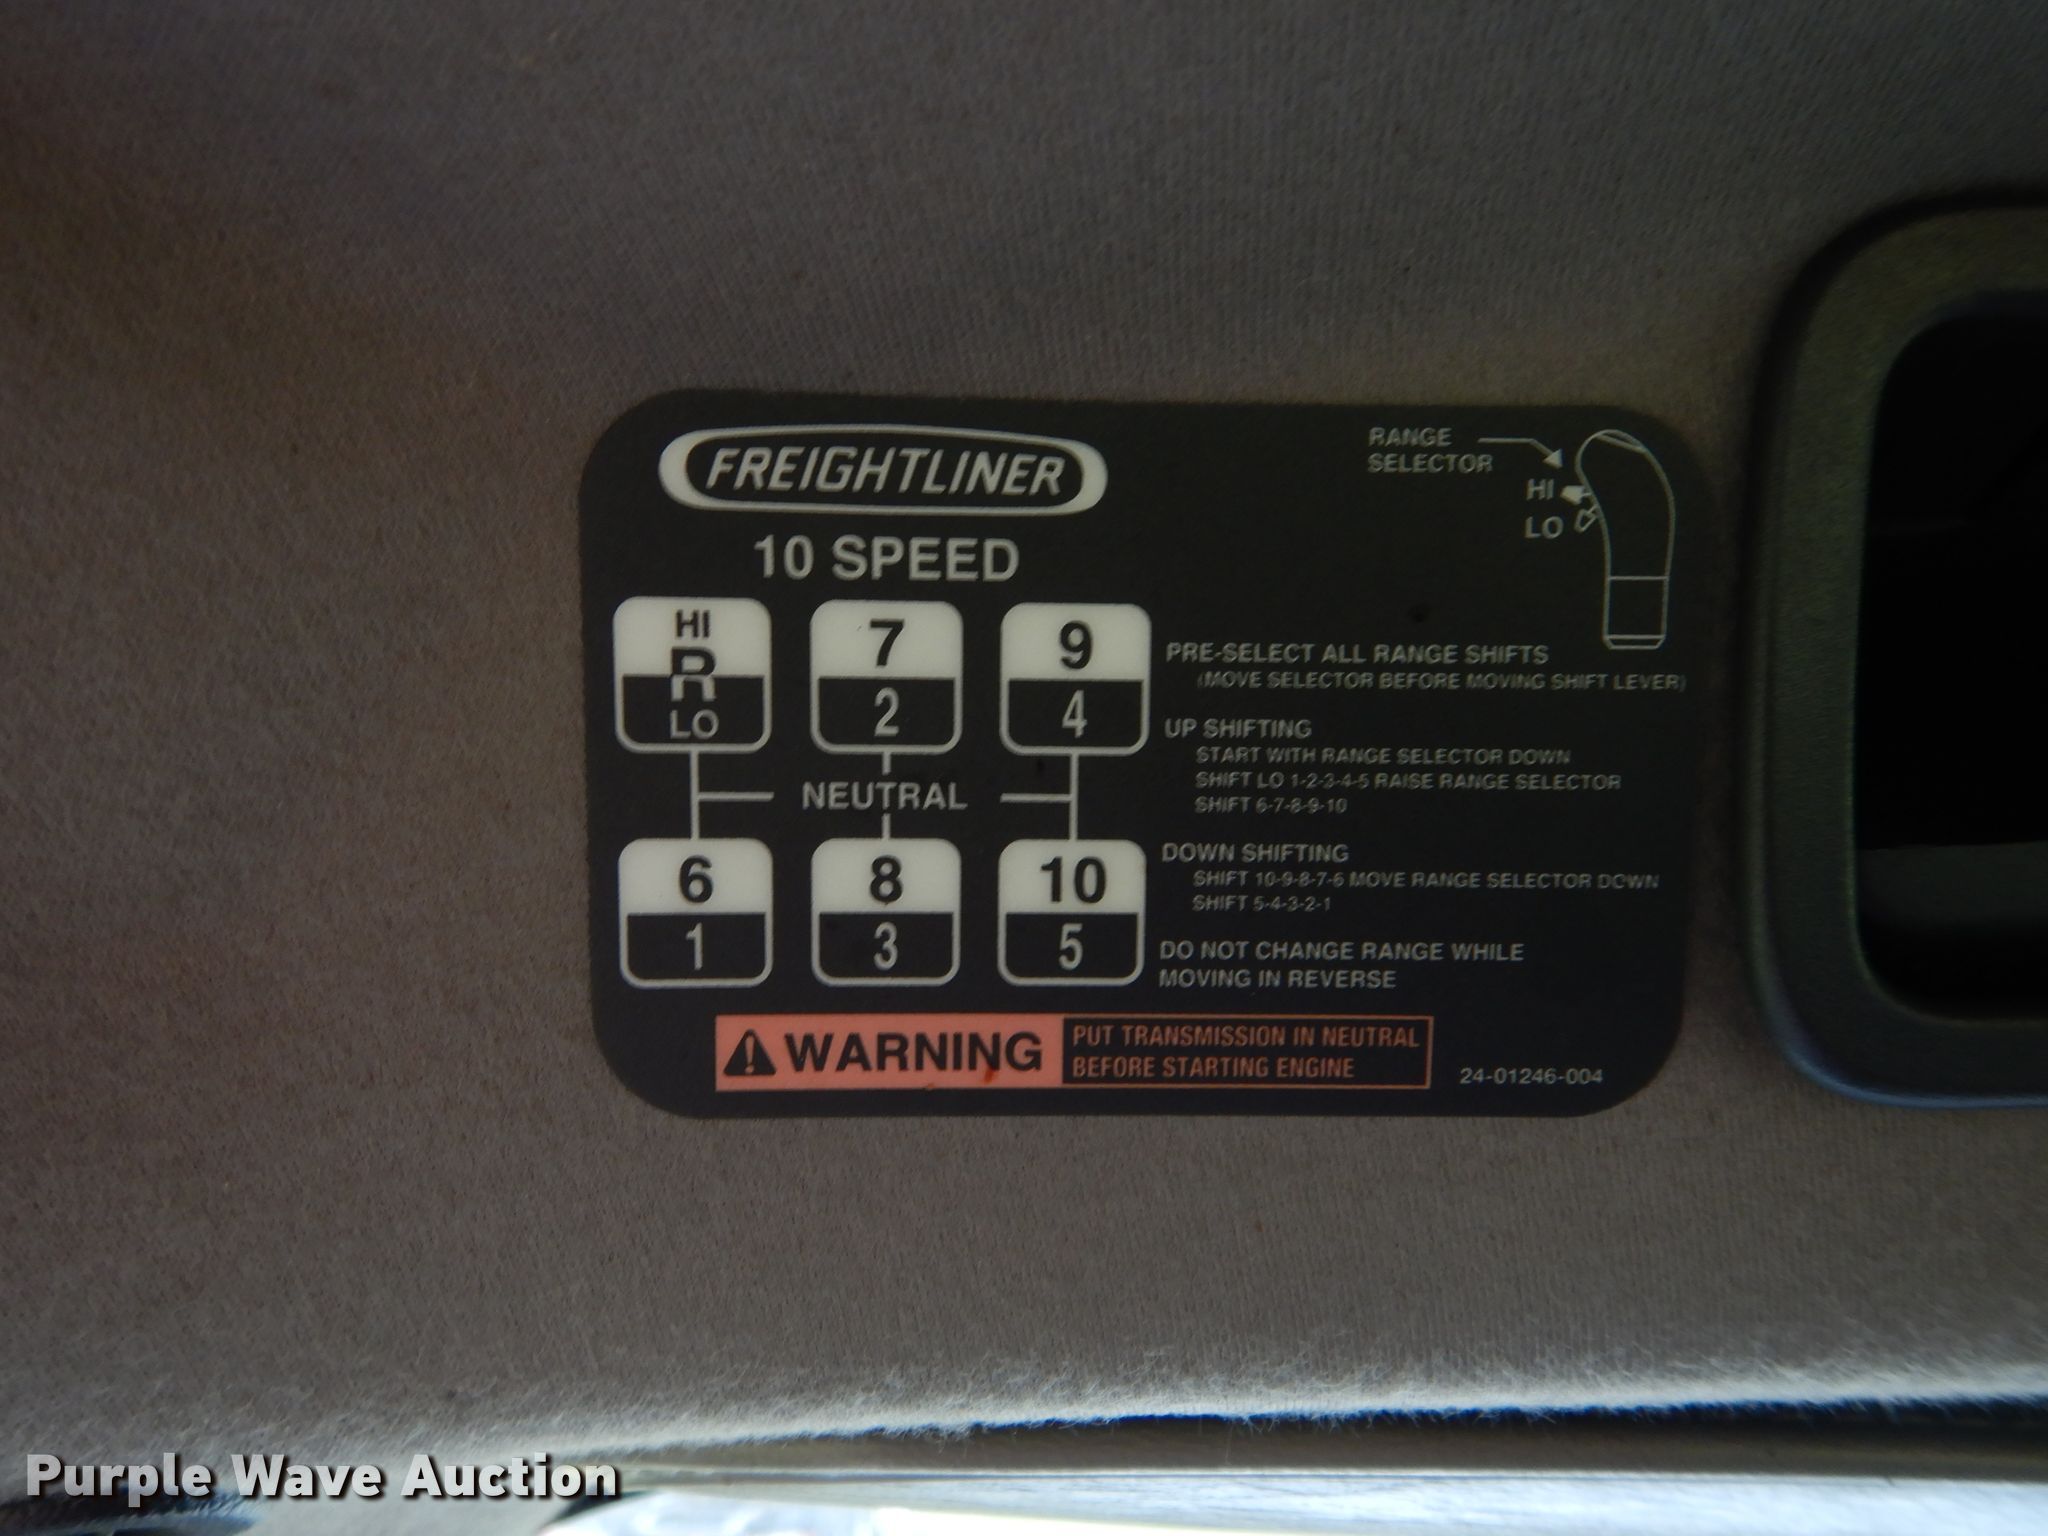 FREIGHTLINER
10 SPEED
RANGE
SELECTOR
HI
LO
HI
R
LO
7
2
9
4
NEUTRAL
6
1
8
3
10
5
PRE-SELECT ALL RANGE SHIFTS
(MOVE SELECTOR BEFORE MOVING SHIFT LEVER)
UP SHIFTING
START WITH RANGE SELECTOR DOWN
SHIFT LO 1-2-3-4-5 RAISE RANGE SELECTOR
SHIFT 6-7-8-9-10
DOWN SHIFTING
SHIFT 10-9-8-7-6 MOVE RANGE SELECTOR DOWN
SHIFT 5-4-3-2-1
DO NOT CHANGE RANGE WHILE
MOVING IN REVERSE
WARNING
PUT TRANSMISSION IN NEUTRAL
BEFORE STARTING ENGINE
24-01246-004
Purple Wave Auction